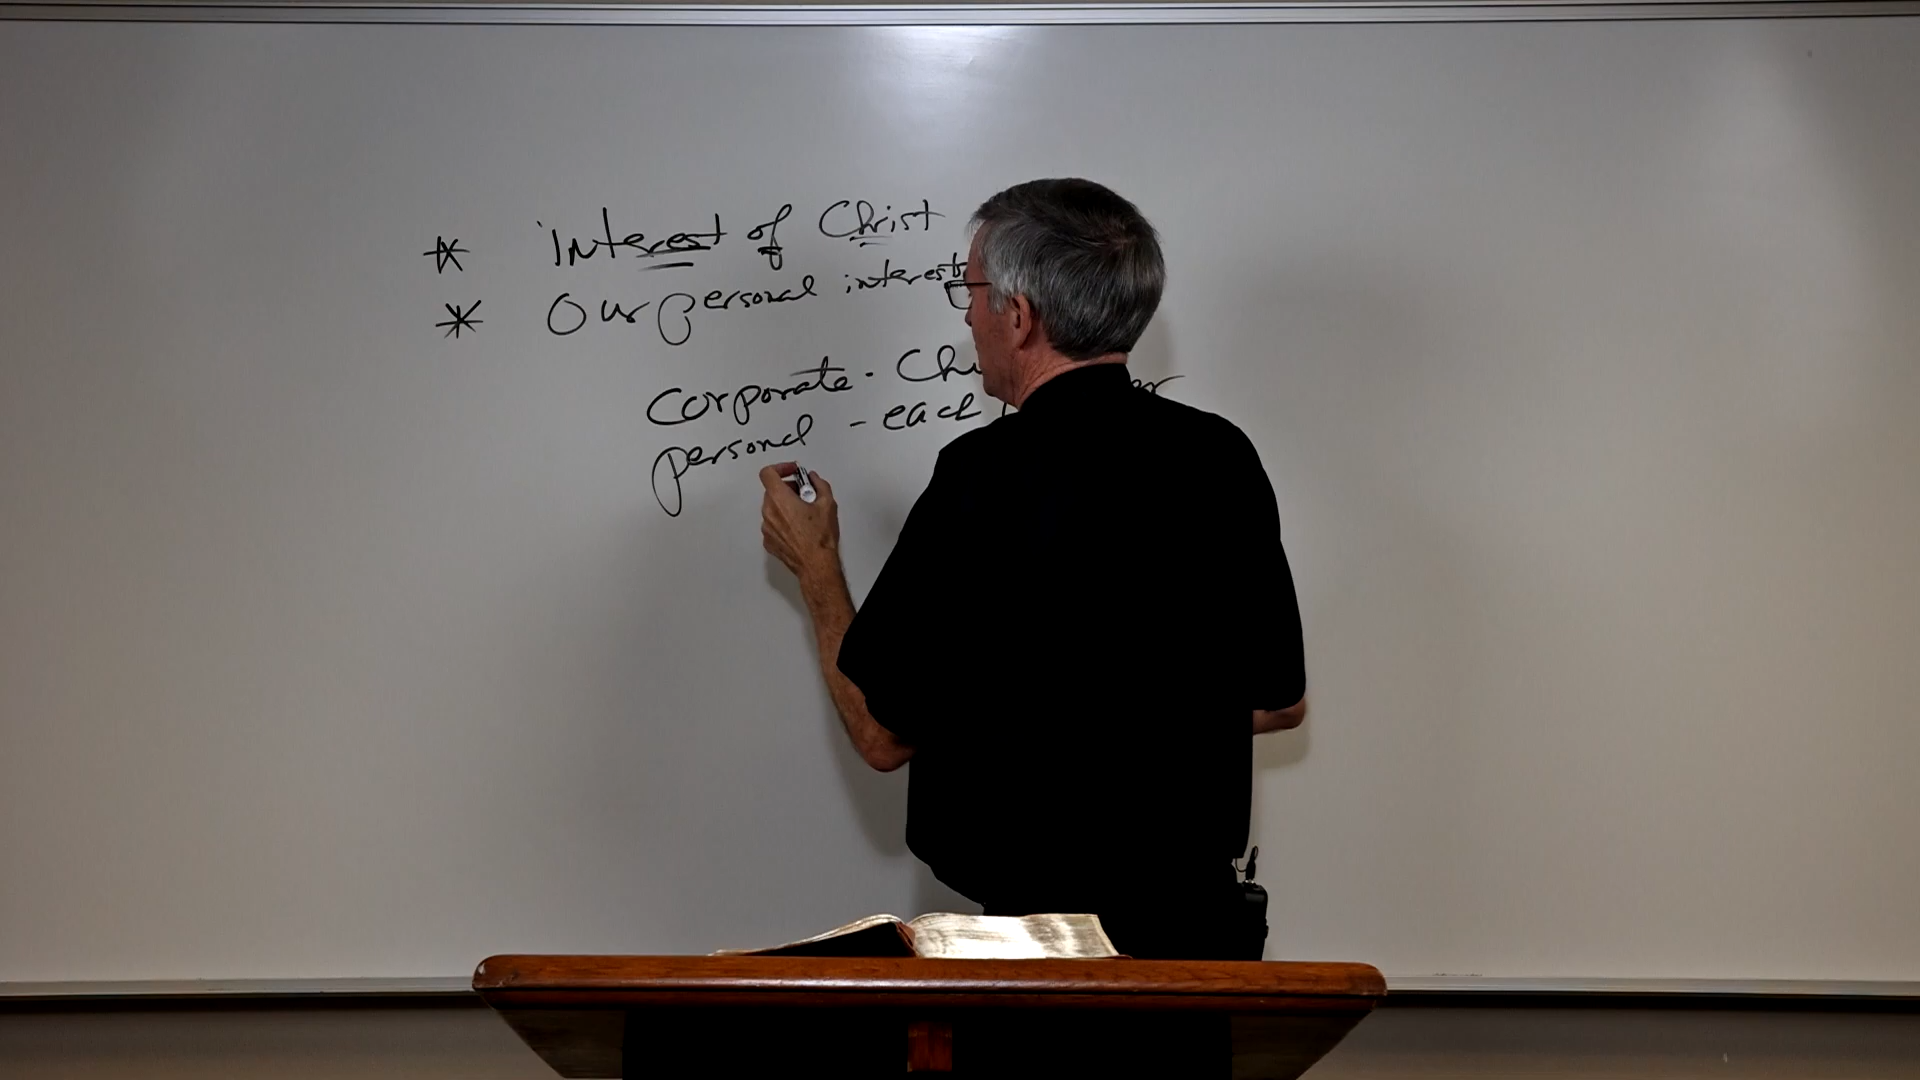 * interest of Christ
* Our personal interests
Corporate - Ch
personal - each